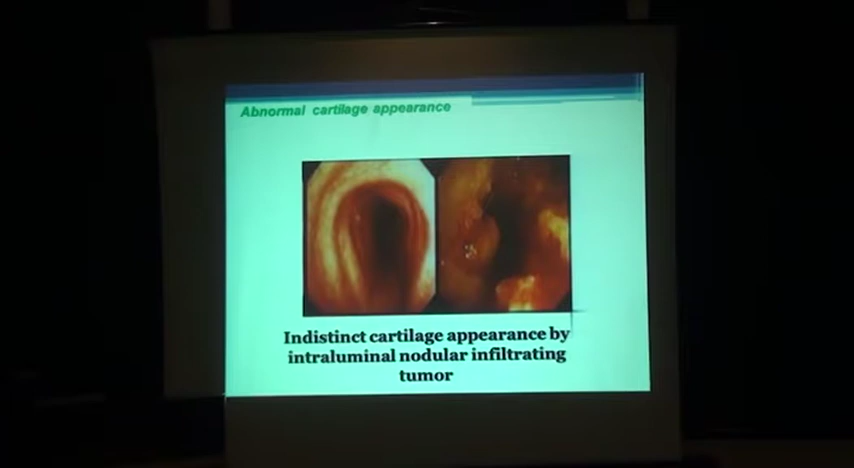 Abnormal cartilage appearance
Indistinct cartilage appearance by
intraluminal nodular infiltrating
tumor